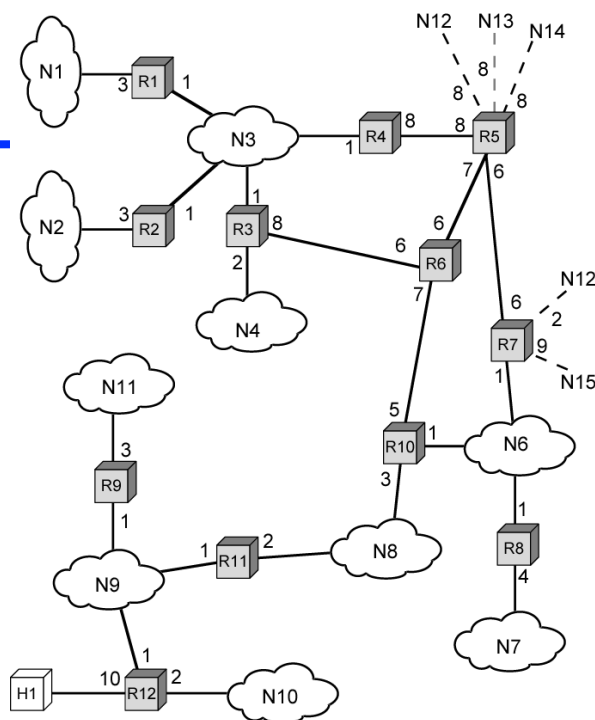 N12 N13 N14
N1
3 R1 1
8 8 8
N3
1 R4 8
8 R5
7 6
N2
3 R2 1
1
R3 8
2
6
6 R6
7
N4
N12
6 2
R7 9
1
N15
N11
5
R10 1
3
N6
3
R9
1
1
R8
4
1 R11 2
N8
N9
N7
1
H1
10 R12 2
N10